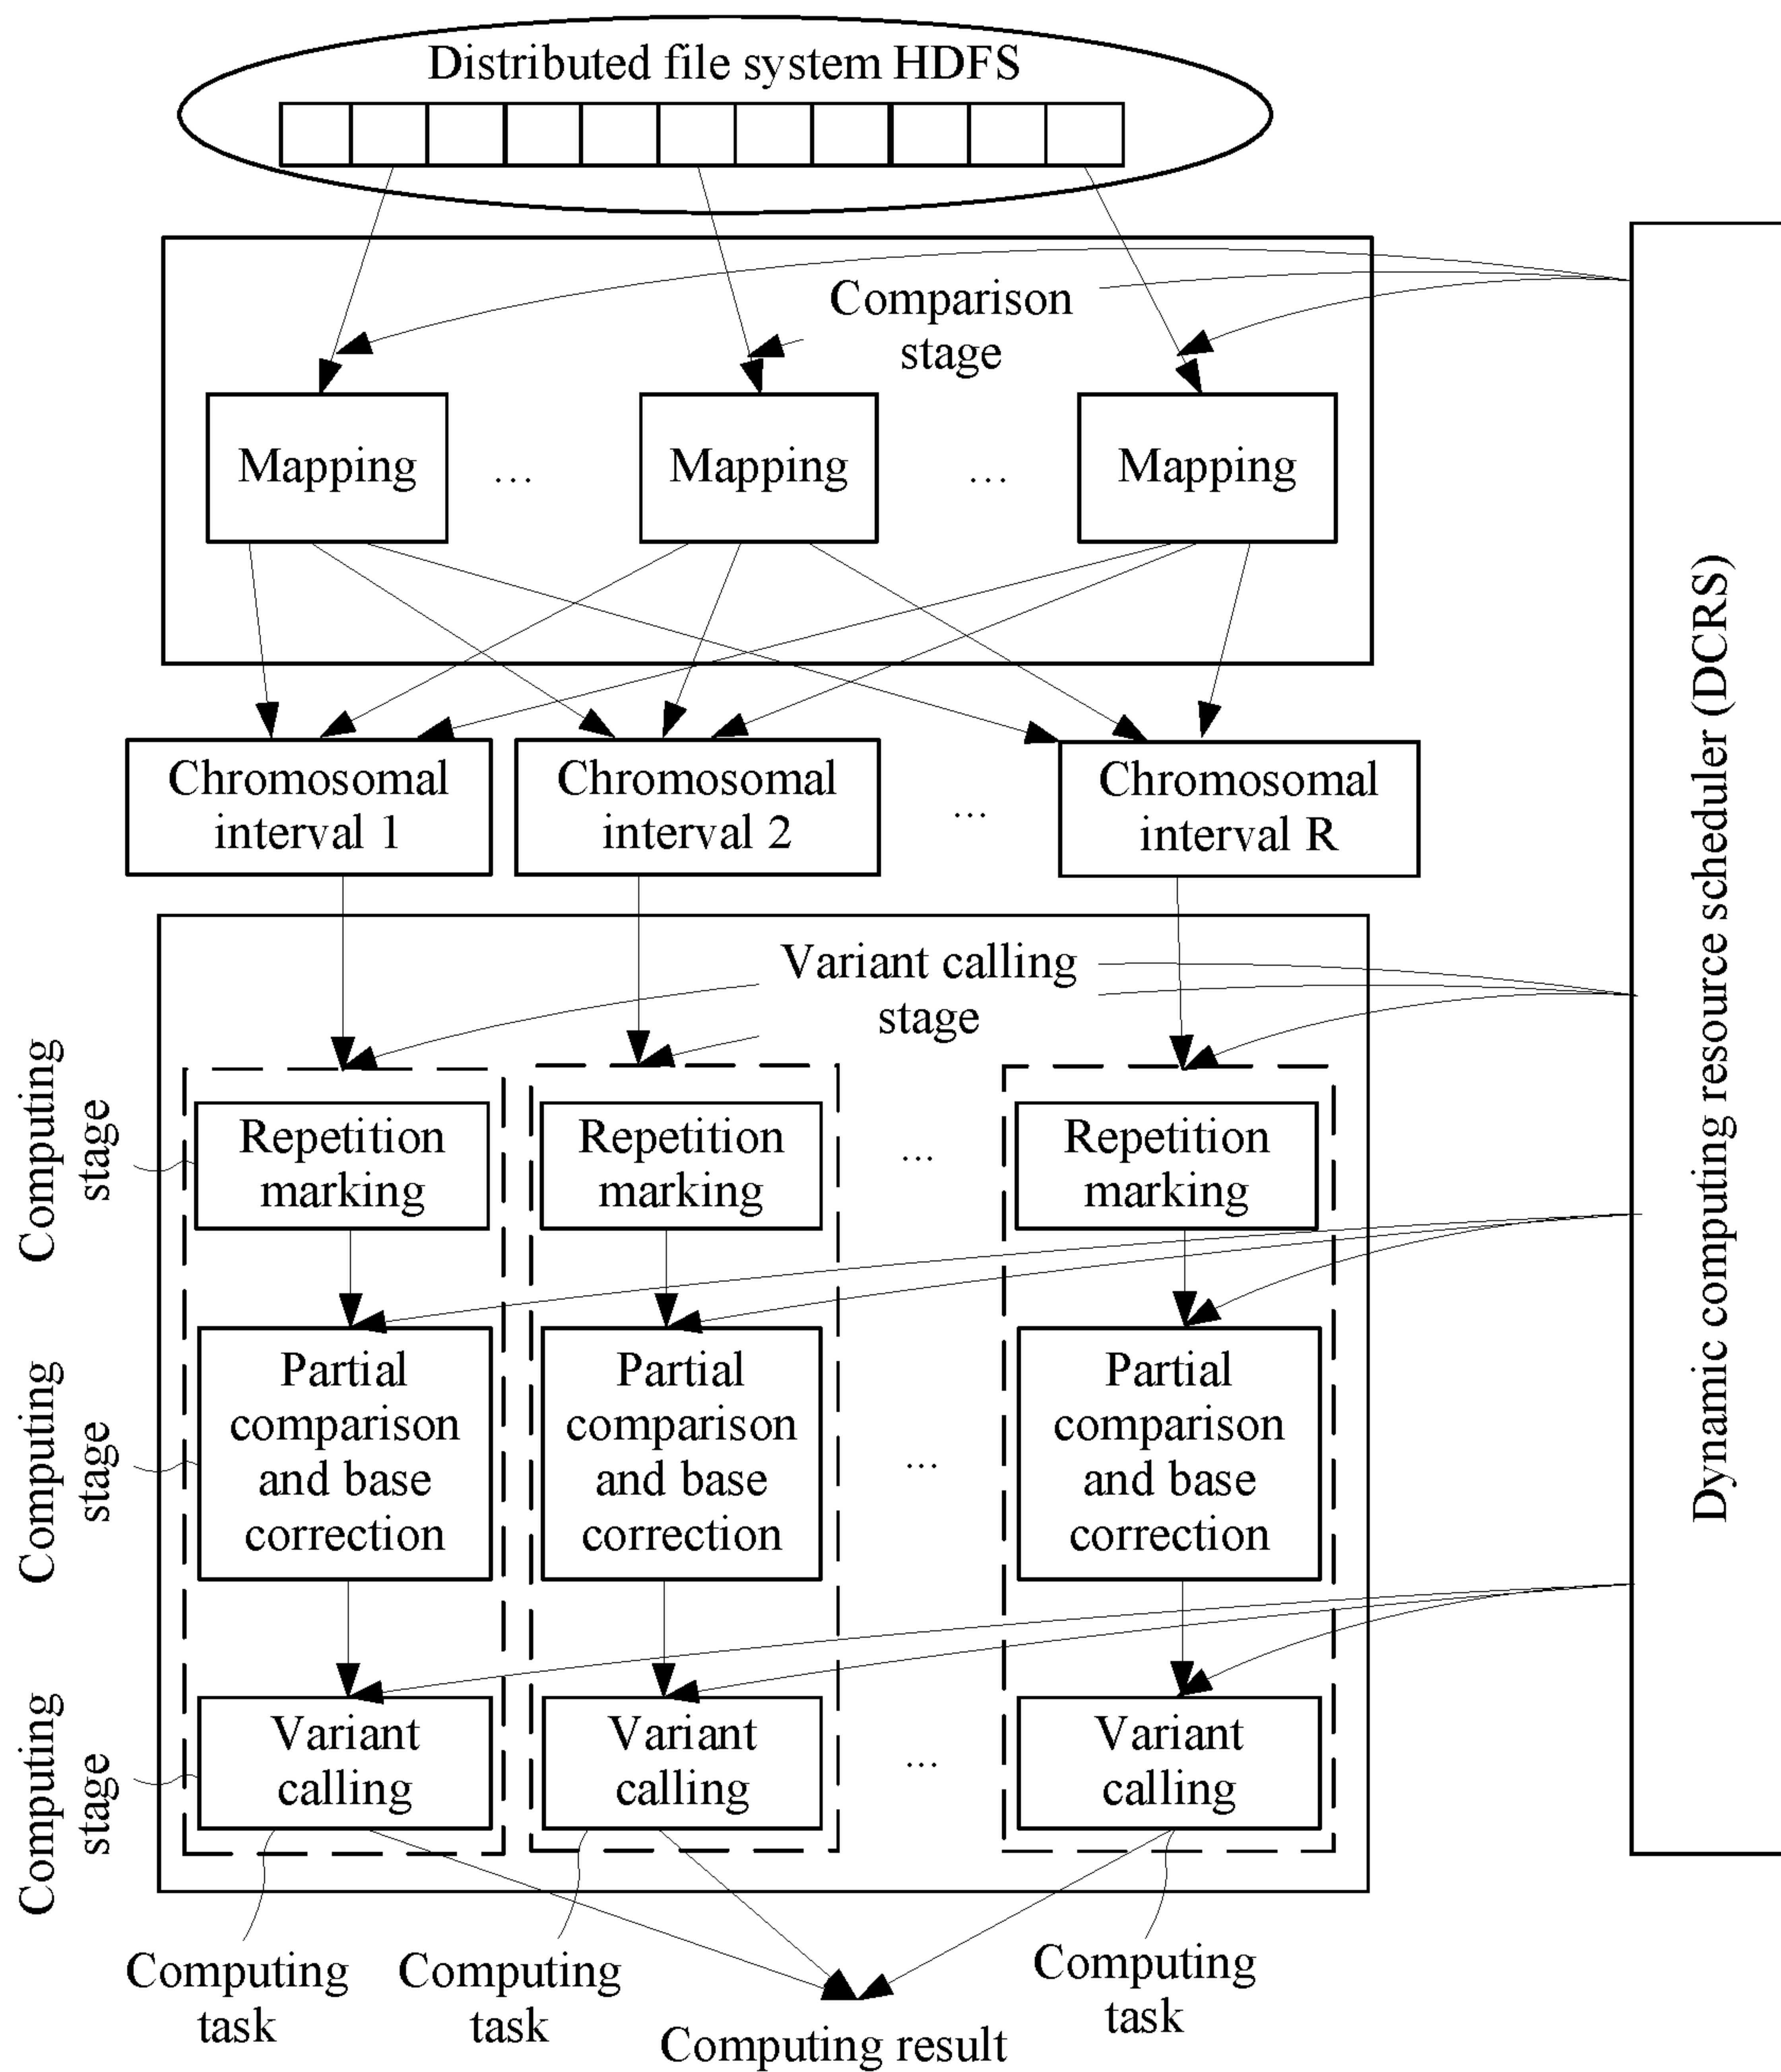 Distributed file system HDFS
Comparison
stage
Mapping
...
Mapping
...
Mapping
Chromosomal
interval 1
Chromosomal
interval 2
...
Chromosomal
interval R
Variant calling
stage
Computing
stage
Repetition
marking
Repetition
marking
...
Repetition
marking
Computing
stage
Partial
comparison
and base
correction
Partial
comparison
and base
correction
...
Partial
comparison
and base
correction
Computing
stage
Variant
calling
Variant
calling
...
Variant
calling
Computing
task
Computing
task
Computing
task
Computing result
Dynamic computing resource scheduler (DCRS)